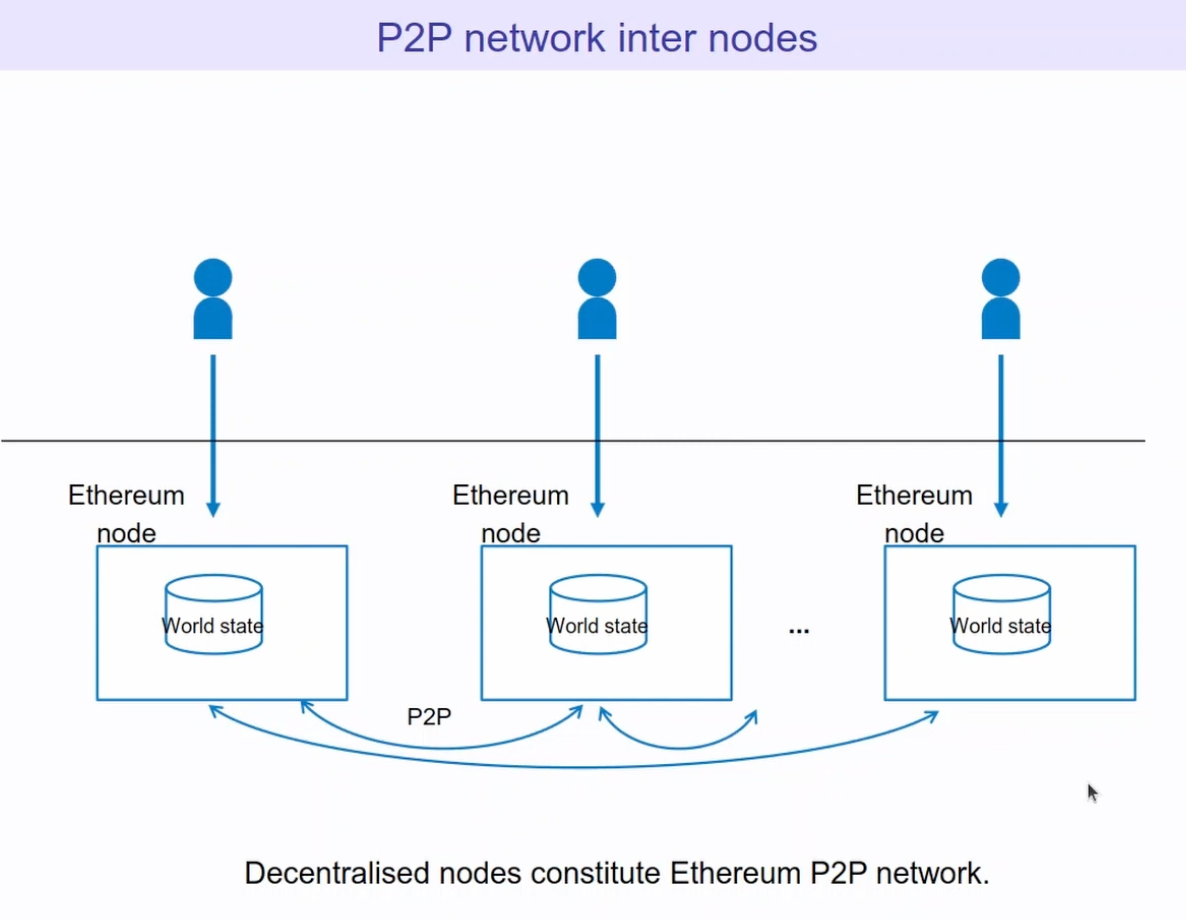 P2P network inter nodes
Ethereum
node
Ethereum
node
Ethereum
node
World state
World state
...
World state
P2P
Decentralised nodes constitute Ethereum P2P network.